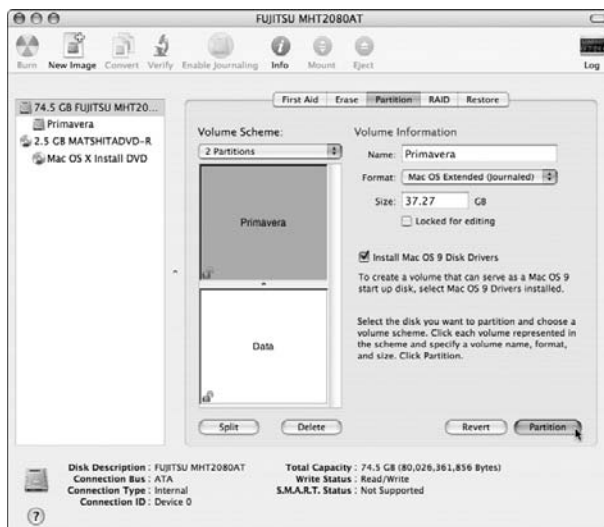 FUJITSU MHT2080AT
Burn New Image Convert Verify Enable Journaling Info Mount Eject Log
74.5 GB FUJITSU MHT20...
Primavera
2.5 GB MATSHITADVD-R
Mac OS X Install DVD
First Aid Erase Partition RAID Restore
Volume Scheme:
2 Partitions
Primavera
Data
Split Delete
Volume Information
Name: Primavera
Format: Mac OS Extended (Journaled)
Size: 37.27 GB
Locked for editing
Install Mac OS 9 Disk Drivers
To create a volume that can serve as a Mac OS 9
start up disk, select Mac OS 9 Drivers installed.
Select the disk you want to partition and choose a
volume scheme. Click each volume represented in
the scheme and specify a volume name, format,
and size. Click Partition.
Revert Partition
Disk Description : FUJITSU MHT2080AT
Connection Bus : ATA
Connection Type : Internal
Connection ID : Device 0
Total Capacity : 74.5 GB (80,026,361,856 Bytes)
Write Status : Read/Write
S.M.A.R.T. Status : Not Supported
?